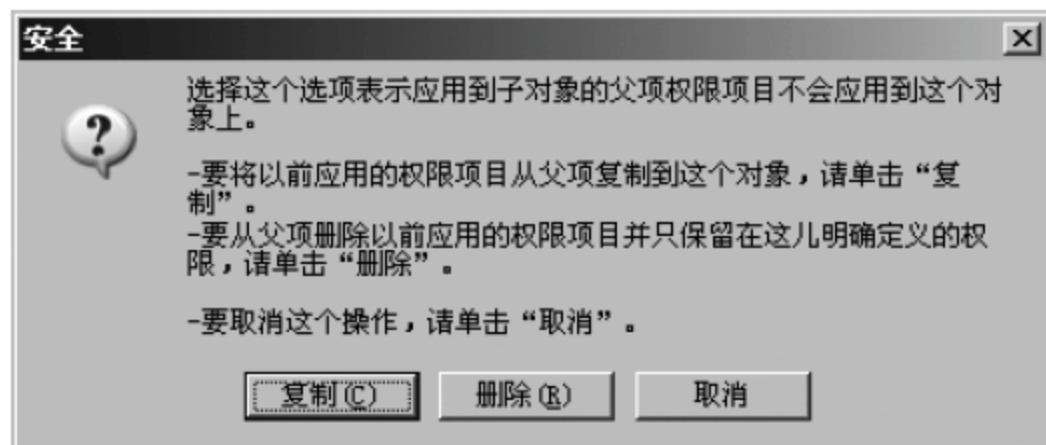 安全
选择这个选项表示应用到子对象的父项权限项目不会应用到这个对
象上。
-要将以前应用的权限项目从父项复制到这个对象，请单击“复
制”。
-要从父项删除以前应用的权限项目并只保留在这儿明确定义的权
限，请单击“删除”。
-要取消这个操作，请单击“取消”。
复制(C) 删除(R) 取消